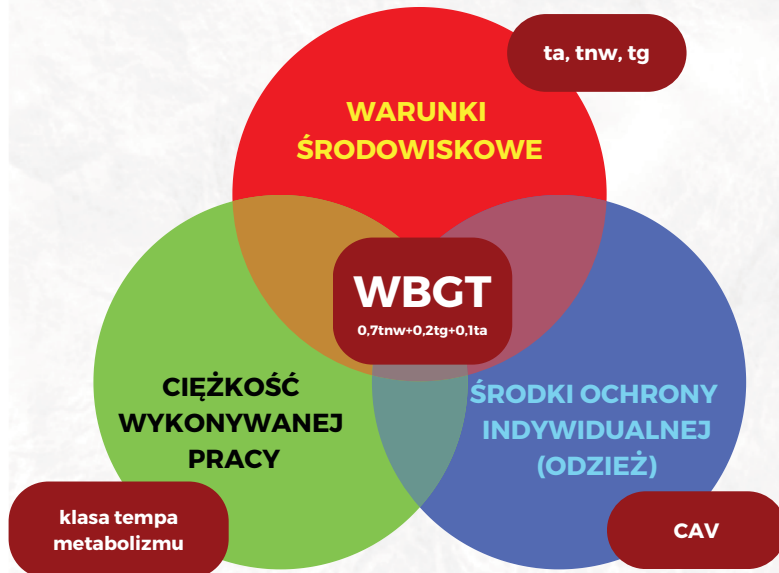 ta, tnw, tg
WARUNKI
ŚRODOWISKOWE
WBGT
0,7tnw+0,2tg+0,1ta
CIĘŻKOŚĆ
WYKONYWANEJ
PRACY
ŚRODKI OCHRONY
INDYWIDUALNEJ
(ODZIEŻ)
klasa tempa
metabolizmu
CAV